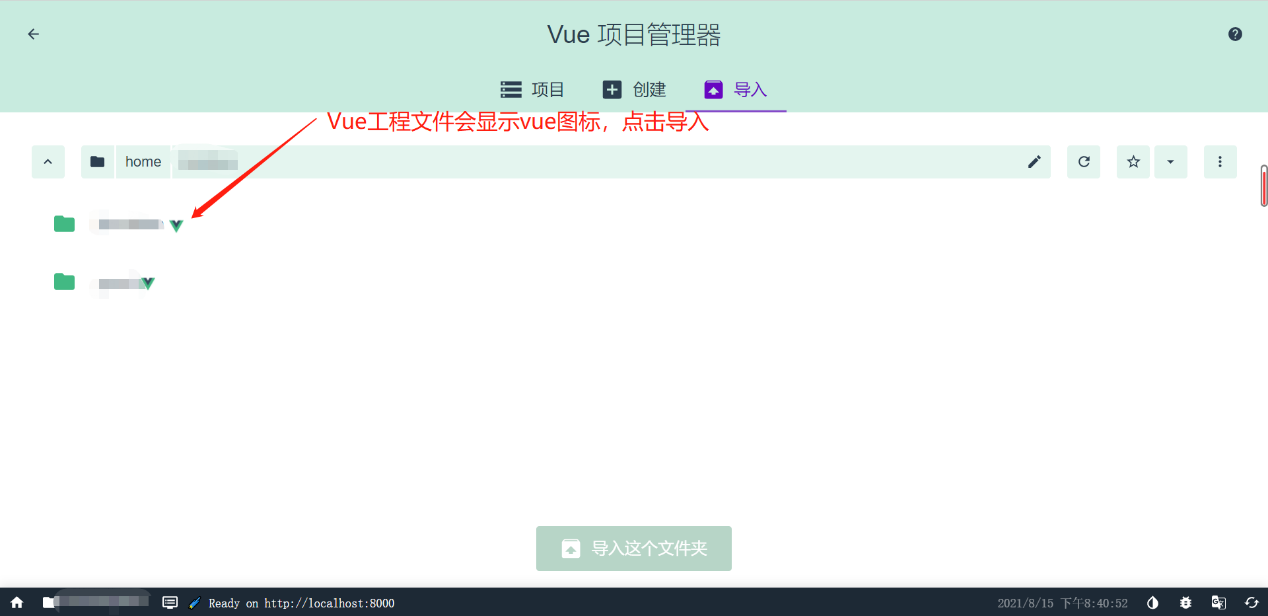 Vue 项目管理器
项目 创建 导入
Vue工程文件会显示vue图标，点击导入
home
导入这个文件夹
Ready on http://localhost:8000 2021/8/15 下午8:40:52